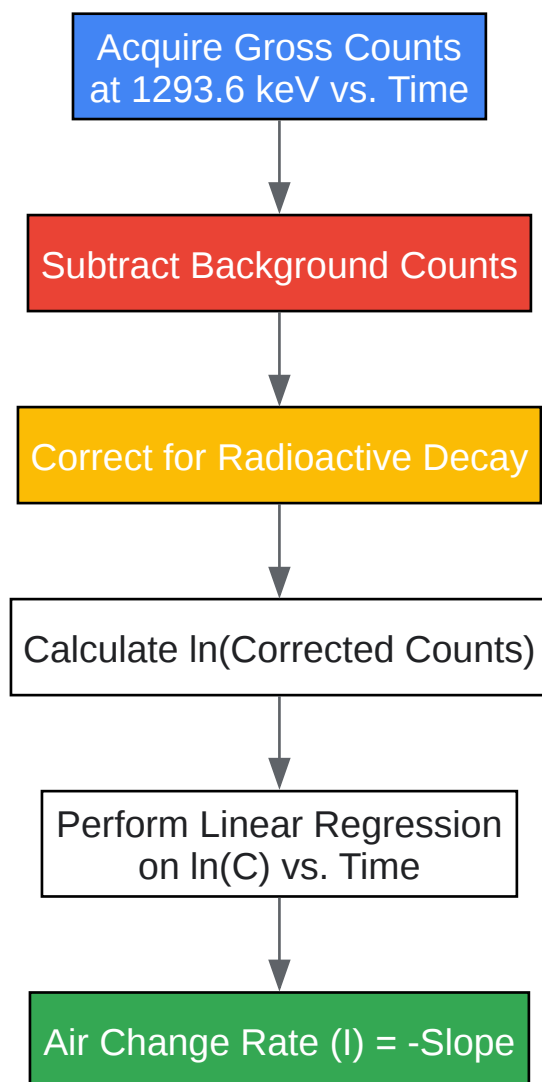 Acquire Gross Counts
at 1293.6 keV vs. Time
Subtract Background Counts
Correct for Radioactive Decay
Calculate ln(Corrected Counts)
Perform Linear Regression
on ln(C) vs. Time
Air Change Rate (I) = -Slope